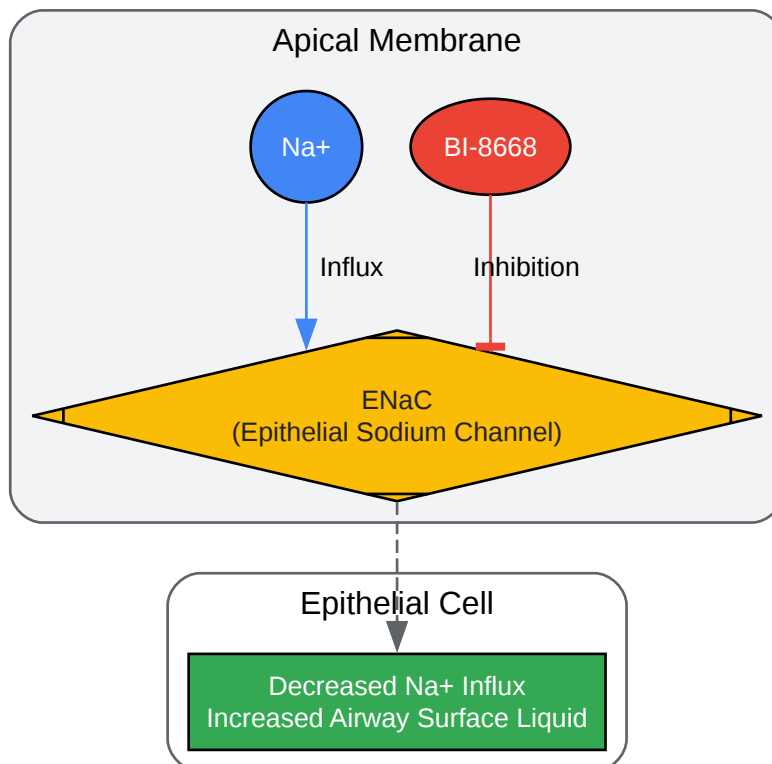 Apical Membrane
Na+
BI-8668
Influx
Inhibition
ENaC
(Epithelial Sodium Channel)
Epithelial Cell
Decreased Na+ Influx
Increased Airway Surface Liquid